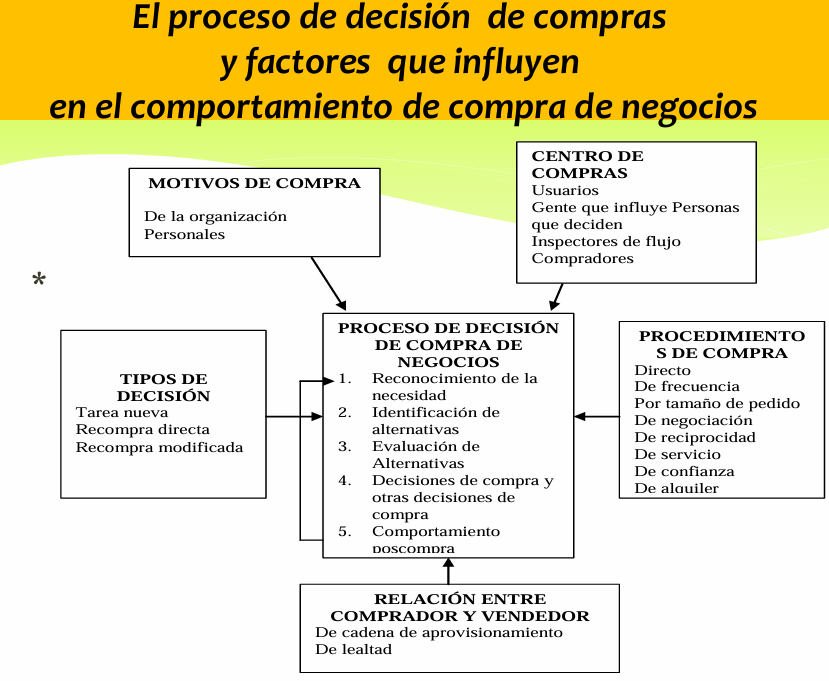 El proceso de decisión de compras
y factores que influyen
en el comportamiento de compra de negocios
MOTIVOS DE COMPRA
De la organización
Personales
CENTRO DE
COMPRAS
Usuarios
Gente que influye Personas
que deciden
Inspectores de flujo
Compradores
*
TIPOS DE
DECISIÓN
Tarea nueva
Recompra directa
Recompra modificada
PROCESO DE DECISIÓN
DE COMPRA DE
NEGOCIOS
1. Reconocimiento de la
necesidad
2. Identificación de
alternativas
3. Evaluación de
Alternativas
4. Decisiones de compra y
otras decisiones de
compra
5. Comportamiento
poscompra
PROCEDIMIENTO
S DE COMPRA
Directo
De frecuencia
Por tamaño de pedido
De negociación
De reciprocidad
De servicio
De confianza
De alquiler
RELACIÓN ENTRE
COMPRADOR Y VENDEDOR
De cadena de aprovisionamiento
De lealtad